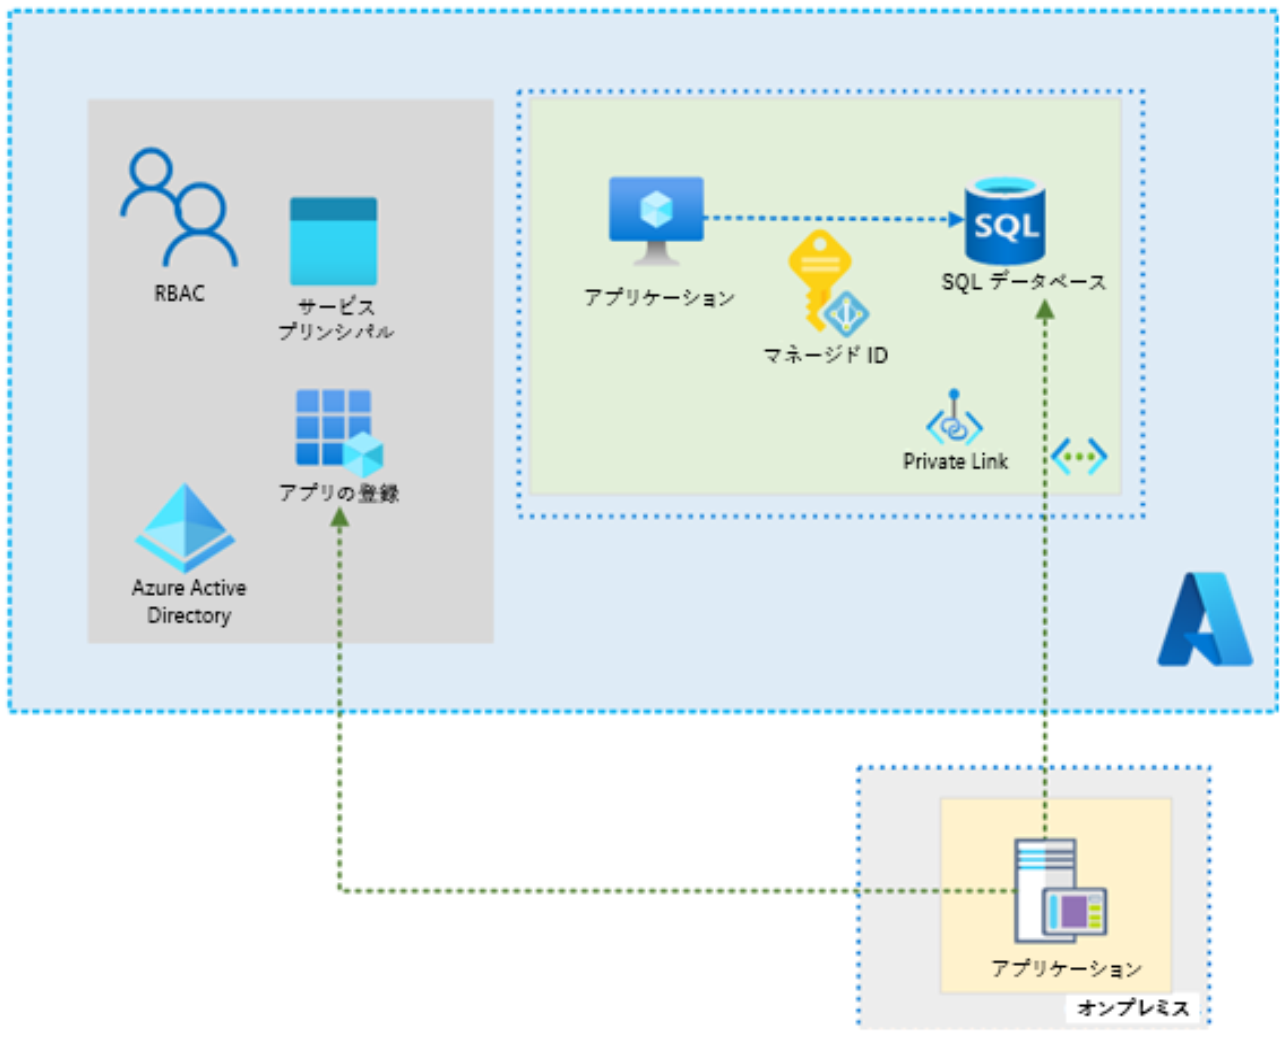 RBAC
サービス
プリンシパル
アプリの登録
Azure Active
Directory
アプリケーション
SQL
SQL データベース
マネージド ID
Private Link
アプリケーション
オンプレミス